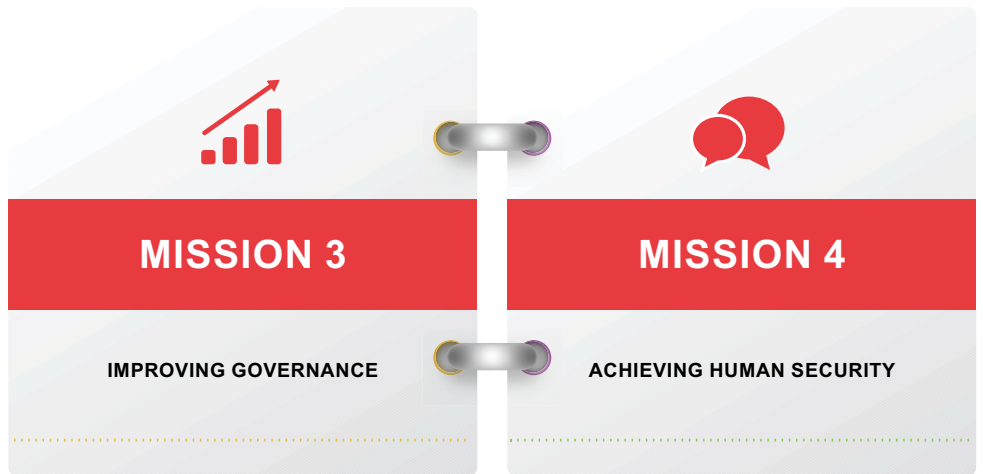 MISSION 3
MISSION 4
IMPROVING GOVERNANCE
ACHIEVING HUMAN SECURITY